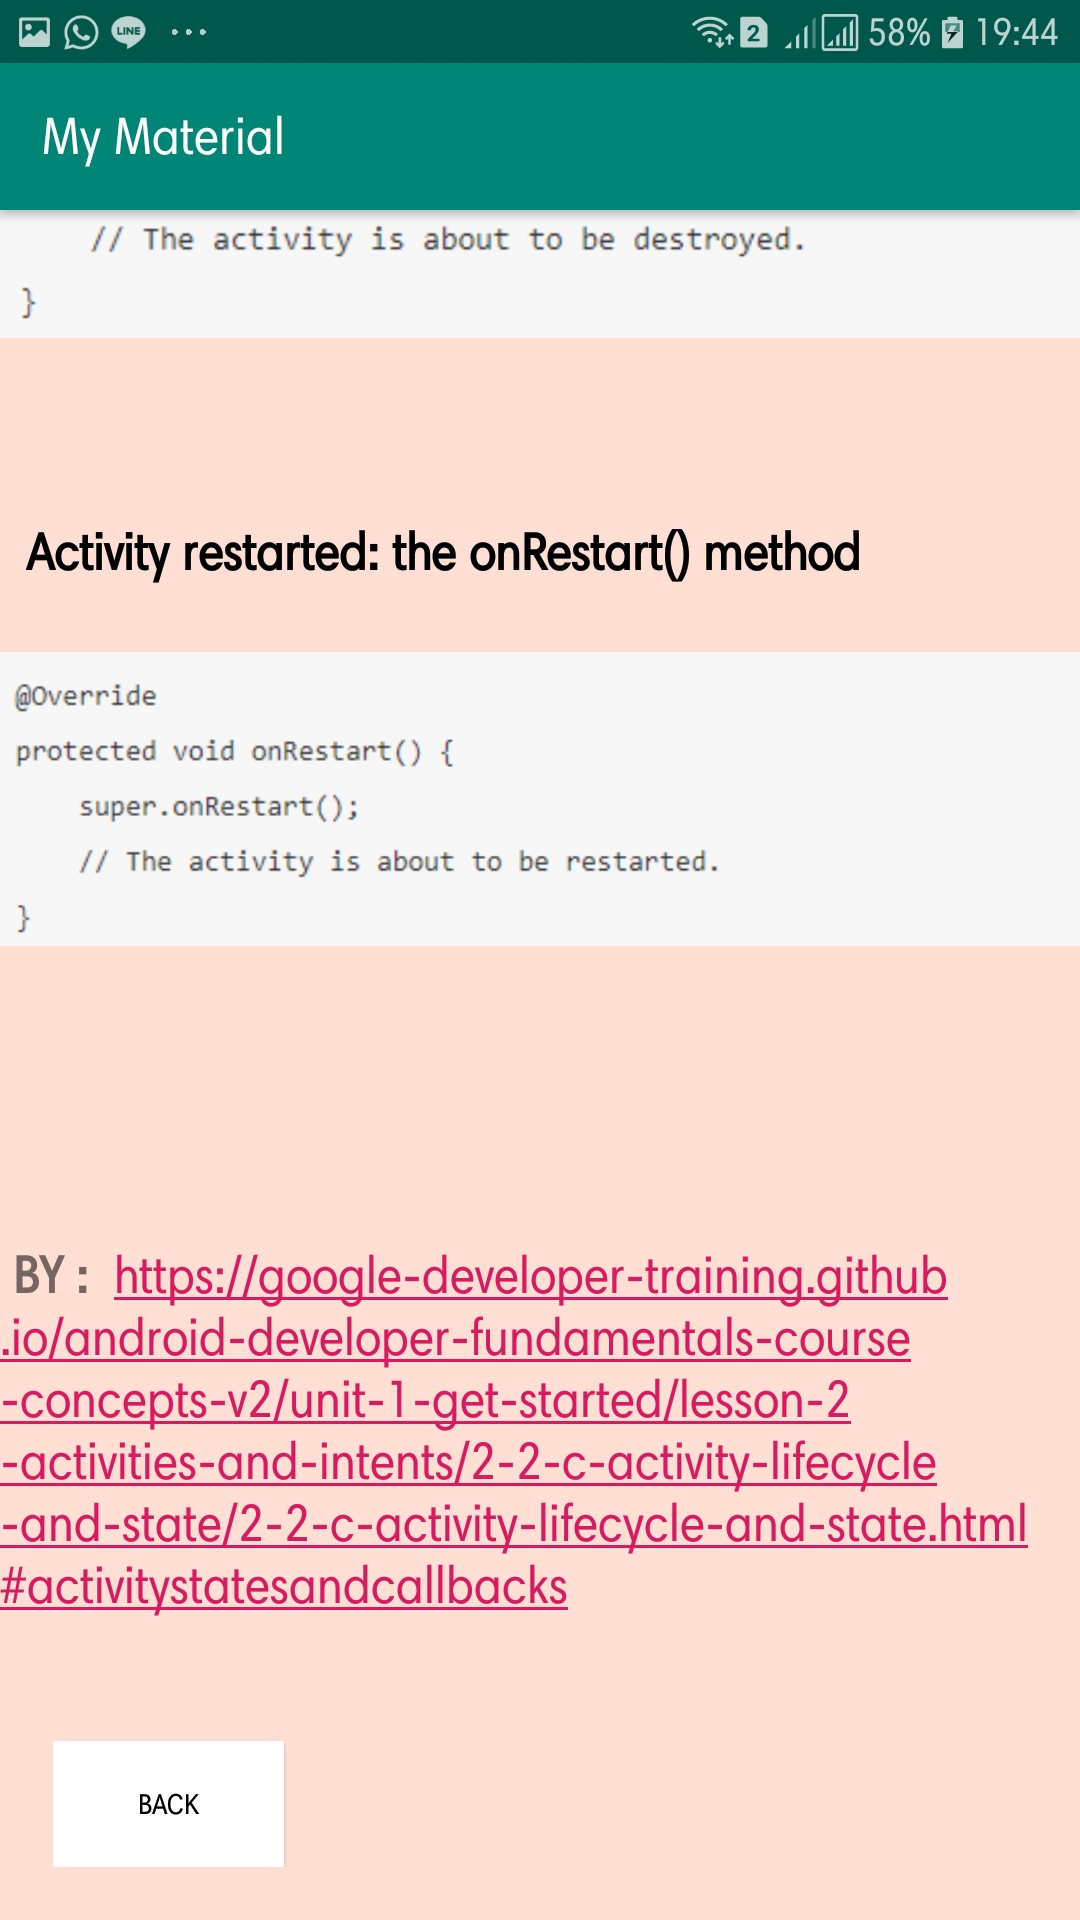 LINE 2 58% 19:44
My Material
// The activity is about to be destroyed.
}
Activity restarted: the onRestart() method
@Override
protected void onRestart() {
super.onRestart();
// The activity is about to be restarted.
}
BY : https://google-developer-training.github
.io/android-developer-fundamentals-course
-concepts-v2/unit-1-get-started/lesson-2
-activities-and-intents/2-2-c-activity-lifecycle
-and-state/2-2-c-activity-lifecycle-and-state.html
#activitystatesandcallbacks
BACK